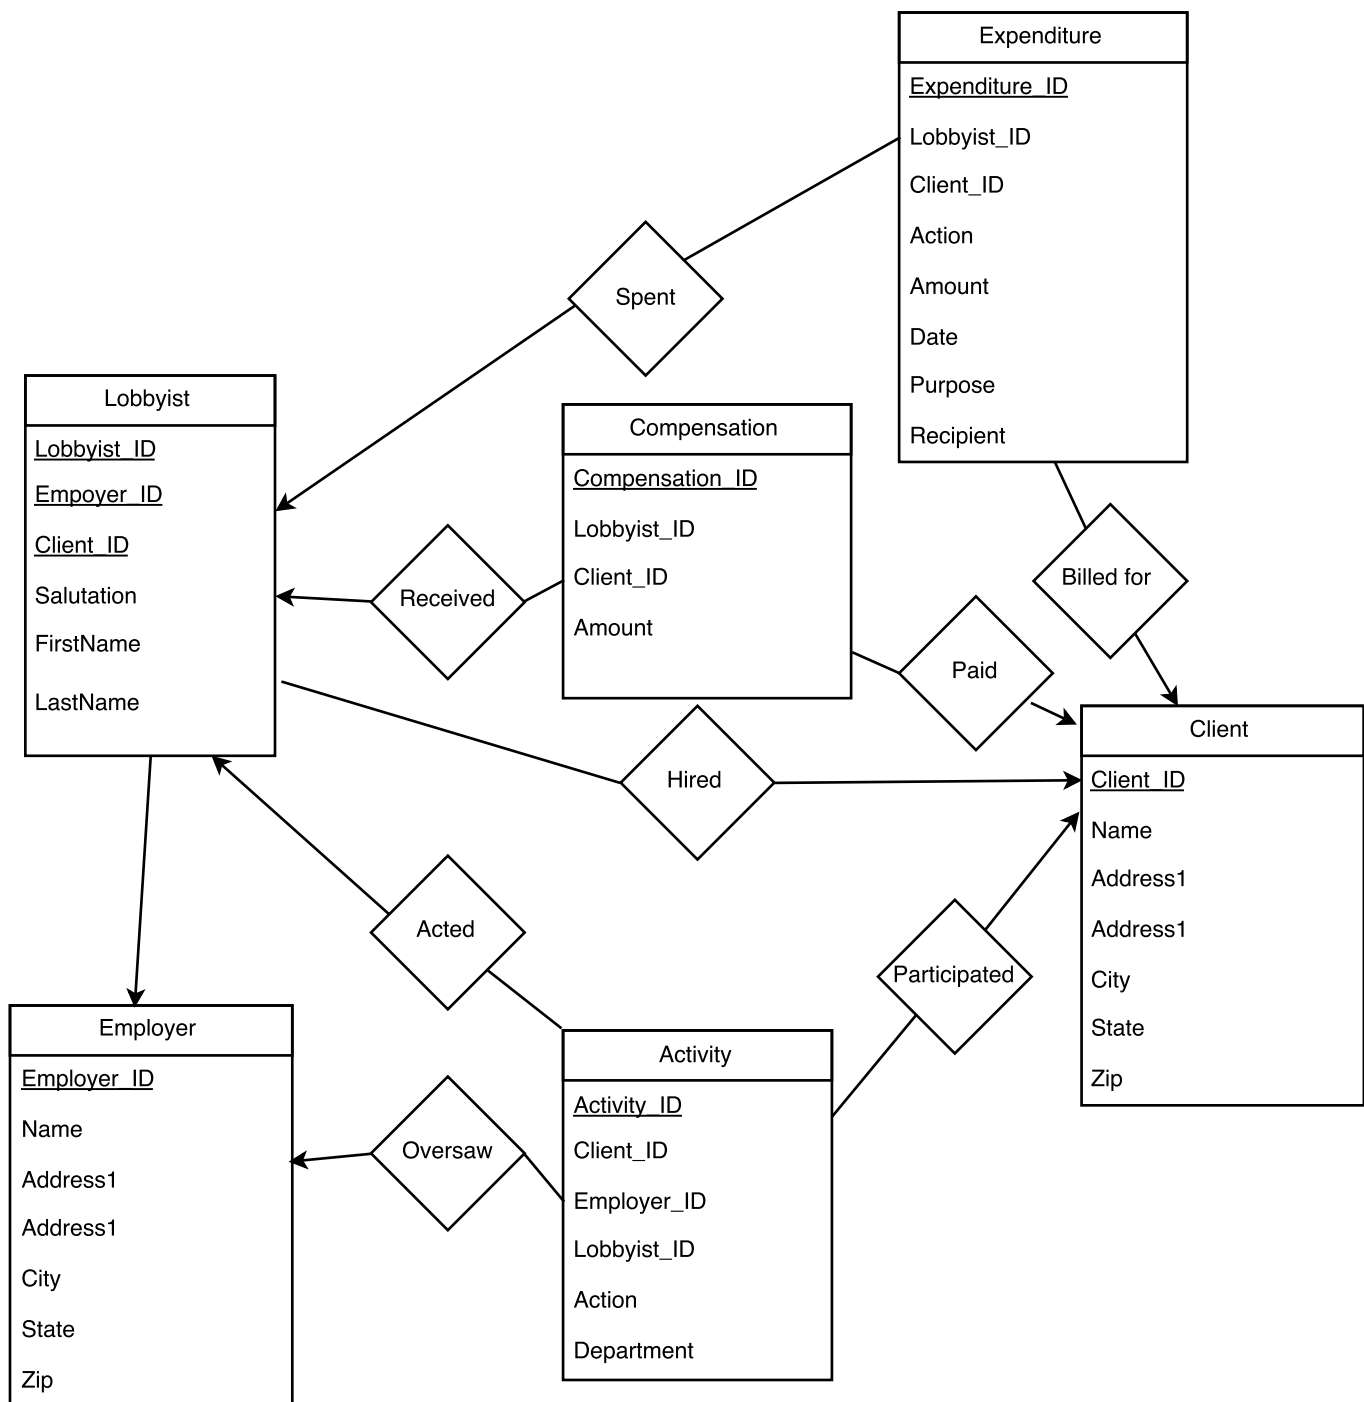 Expenditure
Expenditure_ID
Lobbyist_ID
Client_ID
Action
Amount
Date
Purpose
Recipient
Spent
Lobbyist
Lobbyist_ID
Empoyer_ID
Client_ID
Salutation
FirstName
LastName
Compensation
Compensation_ID
Lobbyist_ID
Client_ID
Amount
Received
Billed for
Paid
Hired
Client
Client_ID
Name
Address1
Address1
City
State
Zip
Acted
Participated
Employer
Employer_ID
Name
Address1
Address1
City
State
Zip
Oversaw
Activity
Activity_ID
Client_ID
Employer_ID
Lobbyist_ID
Action
Department